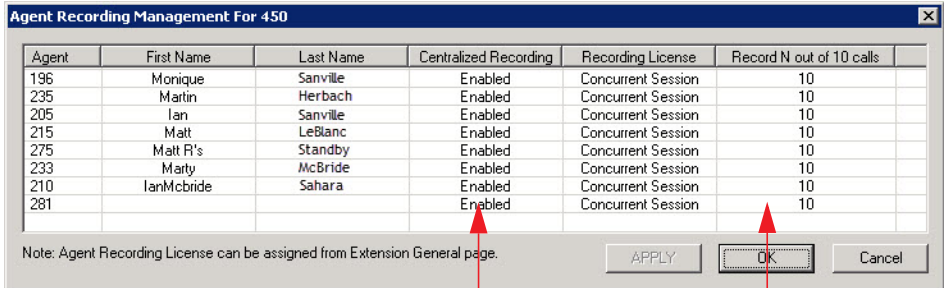 Agent Recording Management For 450
Agent First Name Last Name Centralized Recording Recording License Record N out of 10 calls
196 Monique Sanville Enabled Concurrent Session 10
235 Martin Herbach Enabled Concurrent Session 10
205 Ian Sanville Enabled Concurrent Session 10
215 Matt LeBlanc Enabled Concurrent Session 10
275 Matt R's Standby Enabled Concurrent Session 10
233 Marty McBride Enabled Concurrent Session 10
210 IanMcbride Sahara Enabled Concurrent Session 10
281 Enabled Concurrent Session 10
Note: Agent Recording License can be assigned from Extension General page.
APPLY OK Cancel